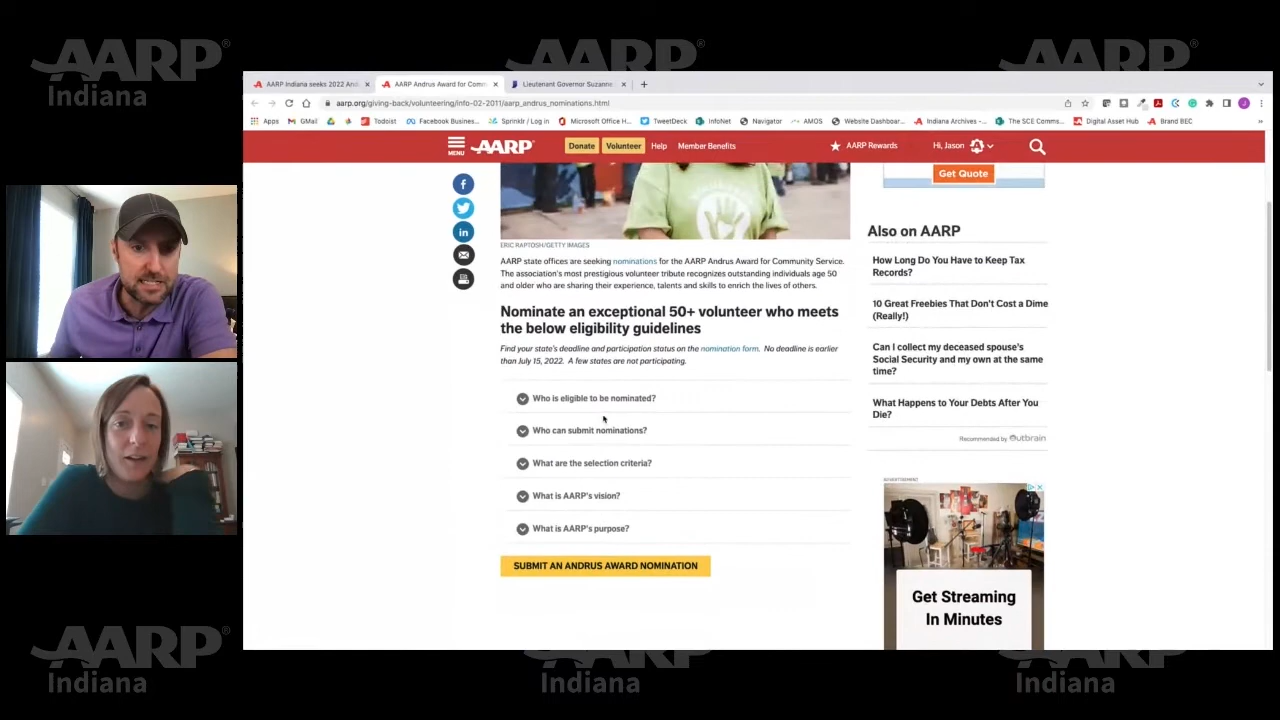 AARP®
Indiana
AARP®
AARP®
AARP Indiana seeks 2022 And
AARP Andrus Award for Comm
Lieutenant Governor Suzanne
aarp.org/giving-back/volunteering/info-02-2011/aarp_andrus_nominations.html
Apps GMail Todoist Facebook Business... Sprinklr / Log in Microsoft Office H... TweetDeck InfoNet Navigator AMOS Website Dashboar... Indiana Archives -... The SCE Comms... Digital Asset Hub Brand BEC »
MENU AARP Donate Volunteer Help Member Benefits AARP Rewards Hi, Jason
Get Quote
ERIC RAPTOSH/GETTY IMAGES
AARP state offices are seeking nominations for the AARP Andrus Award for Community Service.
The association's most prestigious volunteer tribute recognizes outstanding individuals age 50
and older who are sharing their experience, talents and skills to enrich the lives of others.
Nominate an exceptional 50+ volunteer who meets
the below eligibility guidelines
Find your state's deadline and participation status on the nomination form. No deadline is earlier
than July 15, 2022. A few states are not participating.
Who is eligible to be nominated?
Who can submit nominations?
What are the selection criteria?
What is AARP's vision?
What is AARP's purpose?
SUBMIT AN ANDRUS AWARD NOMINATION
Also on AARP
How Long Do You Have to Keep Tax
Records?
10 Great Freebies That Don't Cost a Dime
(Really!)
Can I collect my deceased spouse's
Social Security and my own at the same
time?
What Happens to Your Debts After You
Die?
Recommended by Outbrain
ADVERTISEMENT
Get Streaming
In Minutes
AARP®
Indiana
AARP
Indiana
AARP
Indiana